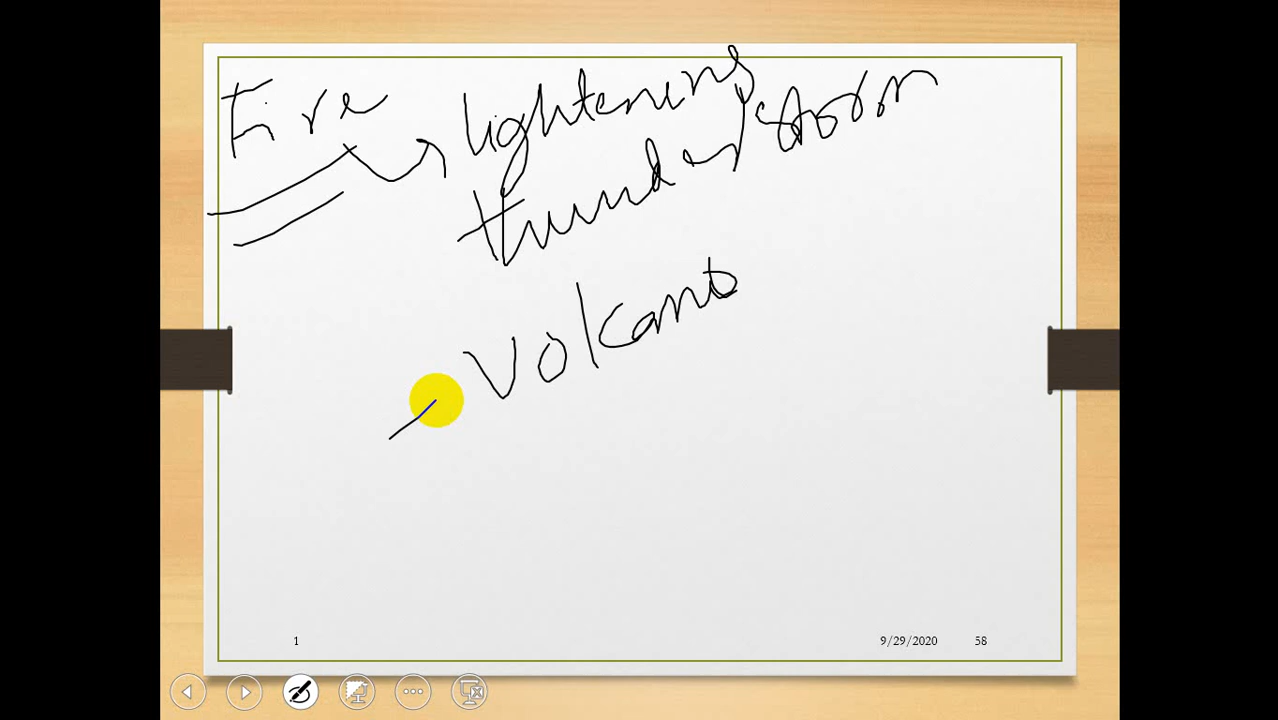 Fire
lightening
thunder/storm
Volcano
1
9/29/2020
58